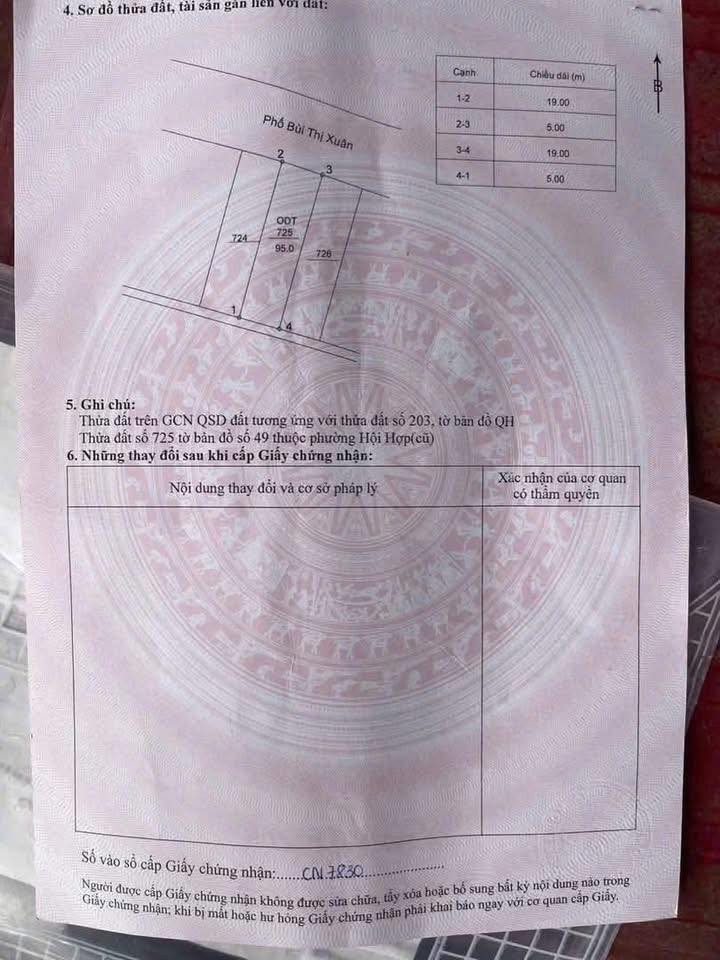 4. Sơ đồ thửa đất, tài sản gắn liền với đất:
B
Cạnh Chiều dài (m)
1-2 19.00
2-3 5.00
3-4 19.00
4-1 5.00
Phố Bùi Thị Xuân
2
3
724
ODT
725
95.0
726
1
4
5. Ghi chú:
Thửa đất trên GCN QSD đất tương ứng với thửa đất số 203, tờ bản đồ QH
Thửa đất số 725 tờ bản đồ số 49 thuộc phường Hội Hợp(cũ)
6. Những thay đổi sau khi cấp Giấy chứng nhận:
Nội dung thay đổi và cơ sở pháp lý
Xác nhận của cơ quan
có thẩm quyền
Số vào sổ cấp Giấy chứng nhận:......CN.7830..................
Người được cấp Giấy chứng nhận không được sửa chữa, tẩy xóa hoặc bổ sung bất kỳ nội dung nào trong
Giấy chứng nhận; khi bị mất hoặc hư hỏng Giấy chứng nhận phải khai báo ngay với cơ quan cấp Giấy.